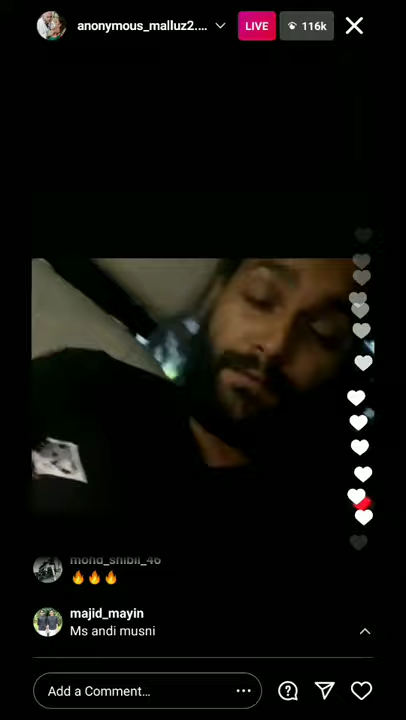 anonymous_malluz2....
LIVE
116k
mohd_shibil_46
🔥🔥🔥
majid_mayin
Ms andi musni
Add a Comment...